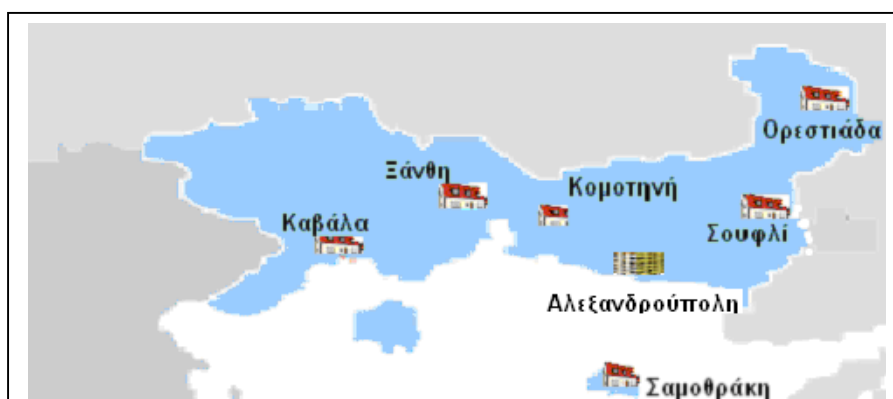 Ορεστιάδα
Ξάνθη
Κομοτηνή
Καβάλα
Σουφλί
Αλεξανδρούπολη
Σαμοθράκη